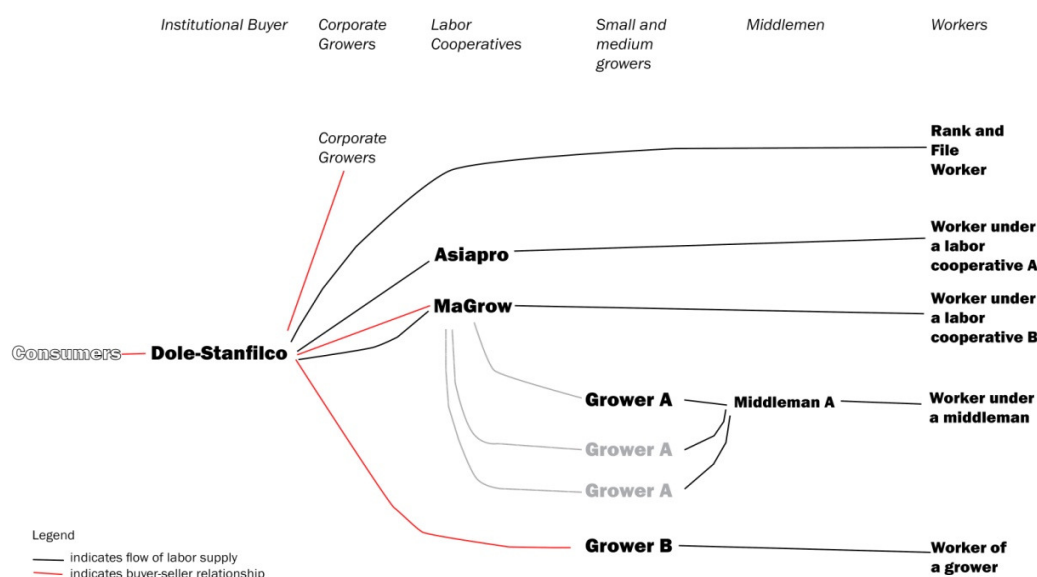 Institutional Buyer
Corporate
Growers
Labor
Cooperatives
Small and
medium
growers
Middlemen
Workers
Corporate
Growers
Rank and
File
Worker
Asiapro
Worker under
a labor
cooperative A
MaGrow
Worker under
a labor
cooperative B
Consumers
Dole-Stanfilco
Grower A
Middleman A
Worker under
a middleman
Grower A
Grower A
Grower B
Worker of
a grower
Legend
indicates flow of labor supply
indicates buyer-seller relationship